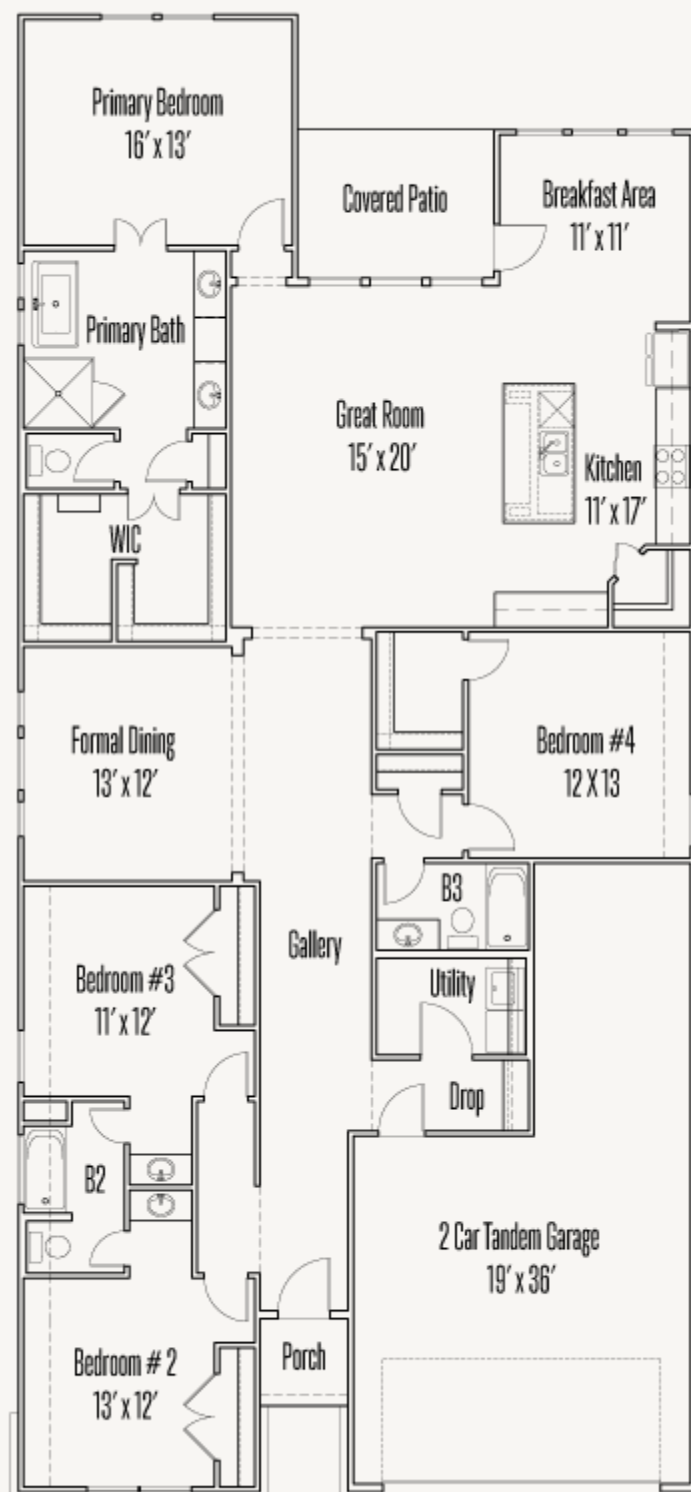 Primary Bedroom
16' x 13'
Covered Patio
Breakfast Area
11' x 11'
Primary Bath
Great Room
15' x 20'
Kitchen
11' x 17'
WIC
Formal Dining
13' x 12'
Bedroom #4
12 X 13
B3
Gallery
Utility
Bedroom #3
11' x 12'
Drop
B2
2 Car Tandem Garage
19' x 36'
Porch
Bedroom # 2
13' x 12'